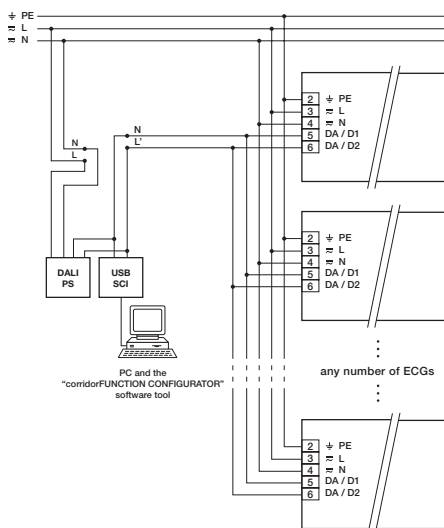 ⏚ PE
≂ L
≂ N
N
L
N
L'
DALI
PS
USB
SCI
PC and the
"corridorFUNCTION CONFIGURATOR"
software tool
2 ⏚ PE
3 ≂ L
4 ≂ N
5 DA / D1
6 DA / D2
2 ⏚ PE
3 ≂ L
4 ≂ N
5 DA / D1
6 DA / D2
any number of ECGs
2 ⏚ PE
3 ≂ L
4 ≂ N
5 DA / D1
6 DA / D2